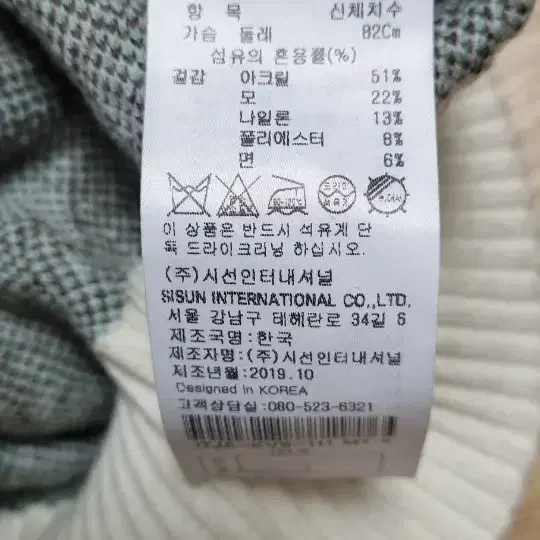 항 목 신체치수
가슴 둘레 82Cm
섬유의 혼용률(%)
겉감 아크릴 51%
모 22%
나일론 13%
폴리에스터 8%
면 6%
드라이
이 상품은 반드시 석유계 단
독 드라이크리닝 하십시오.
(주)시선인터내셔널
SISUN INTERNATIONAL CO.,LTD.
서울 강남구 테헤란로 34길 6
제조국명:한국
제조자명:(주)시선인터내셔널
제조년월:2019.10
Designed in KOREA
고객상담실:080-523-6321